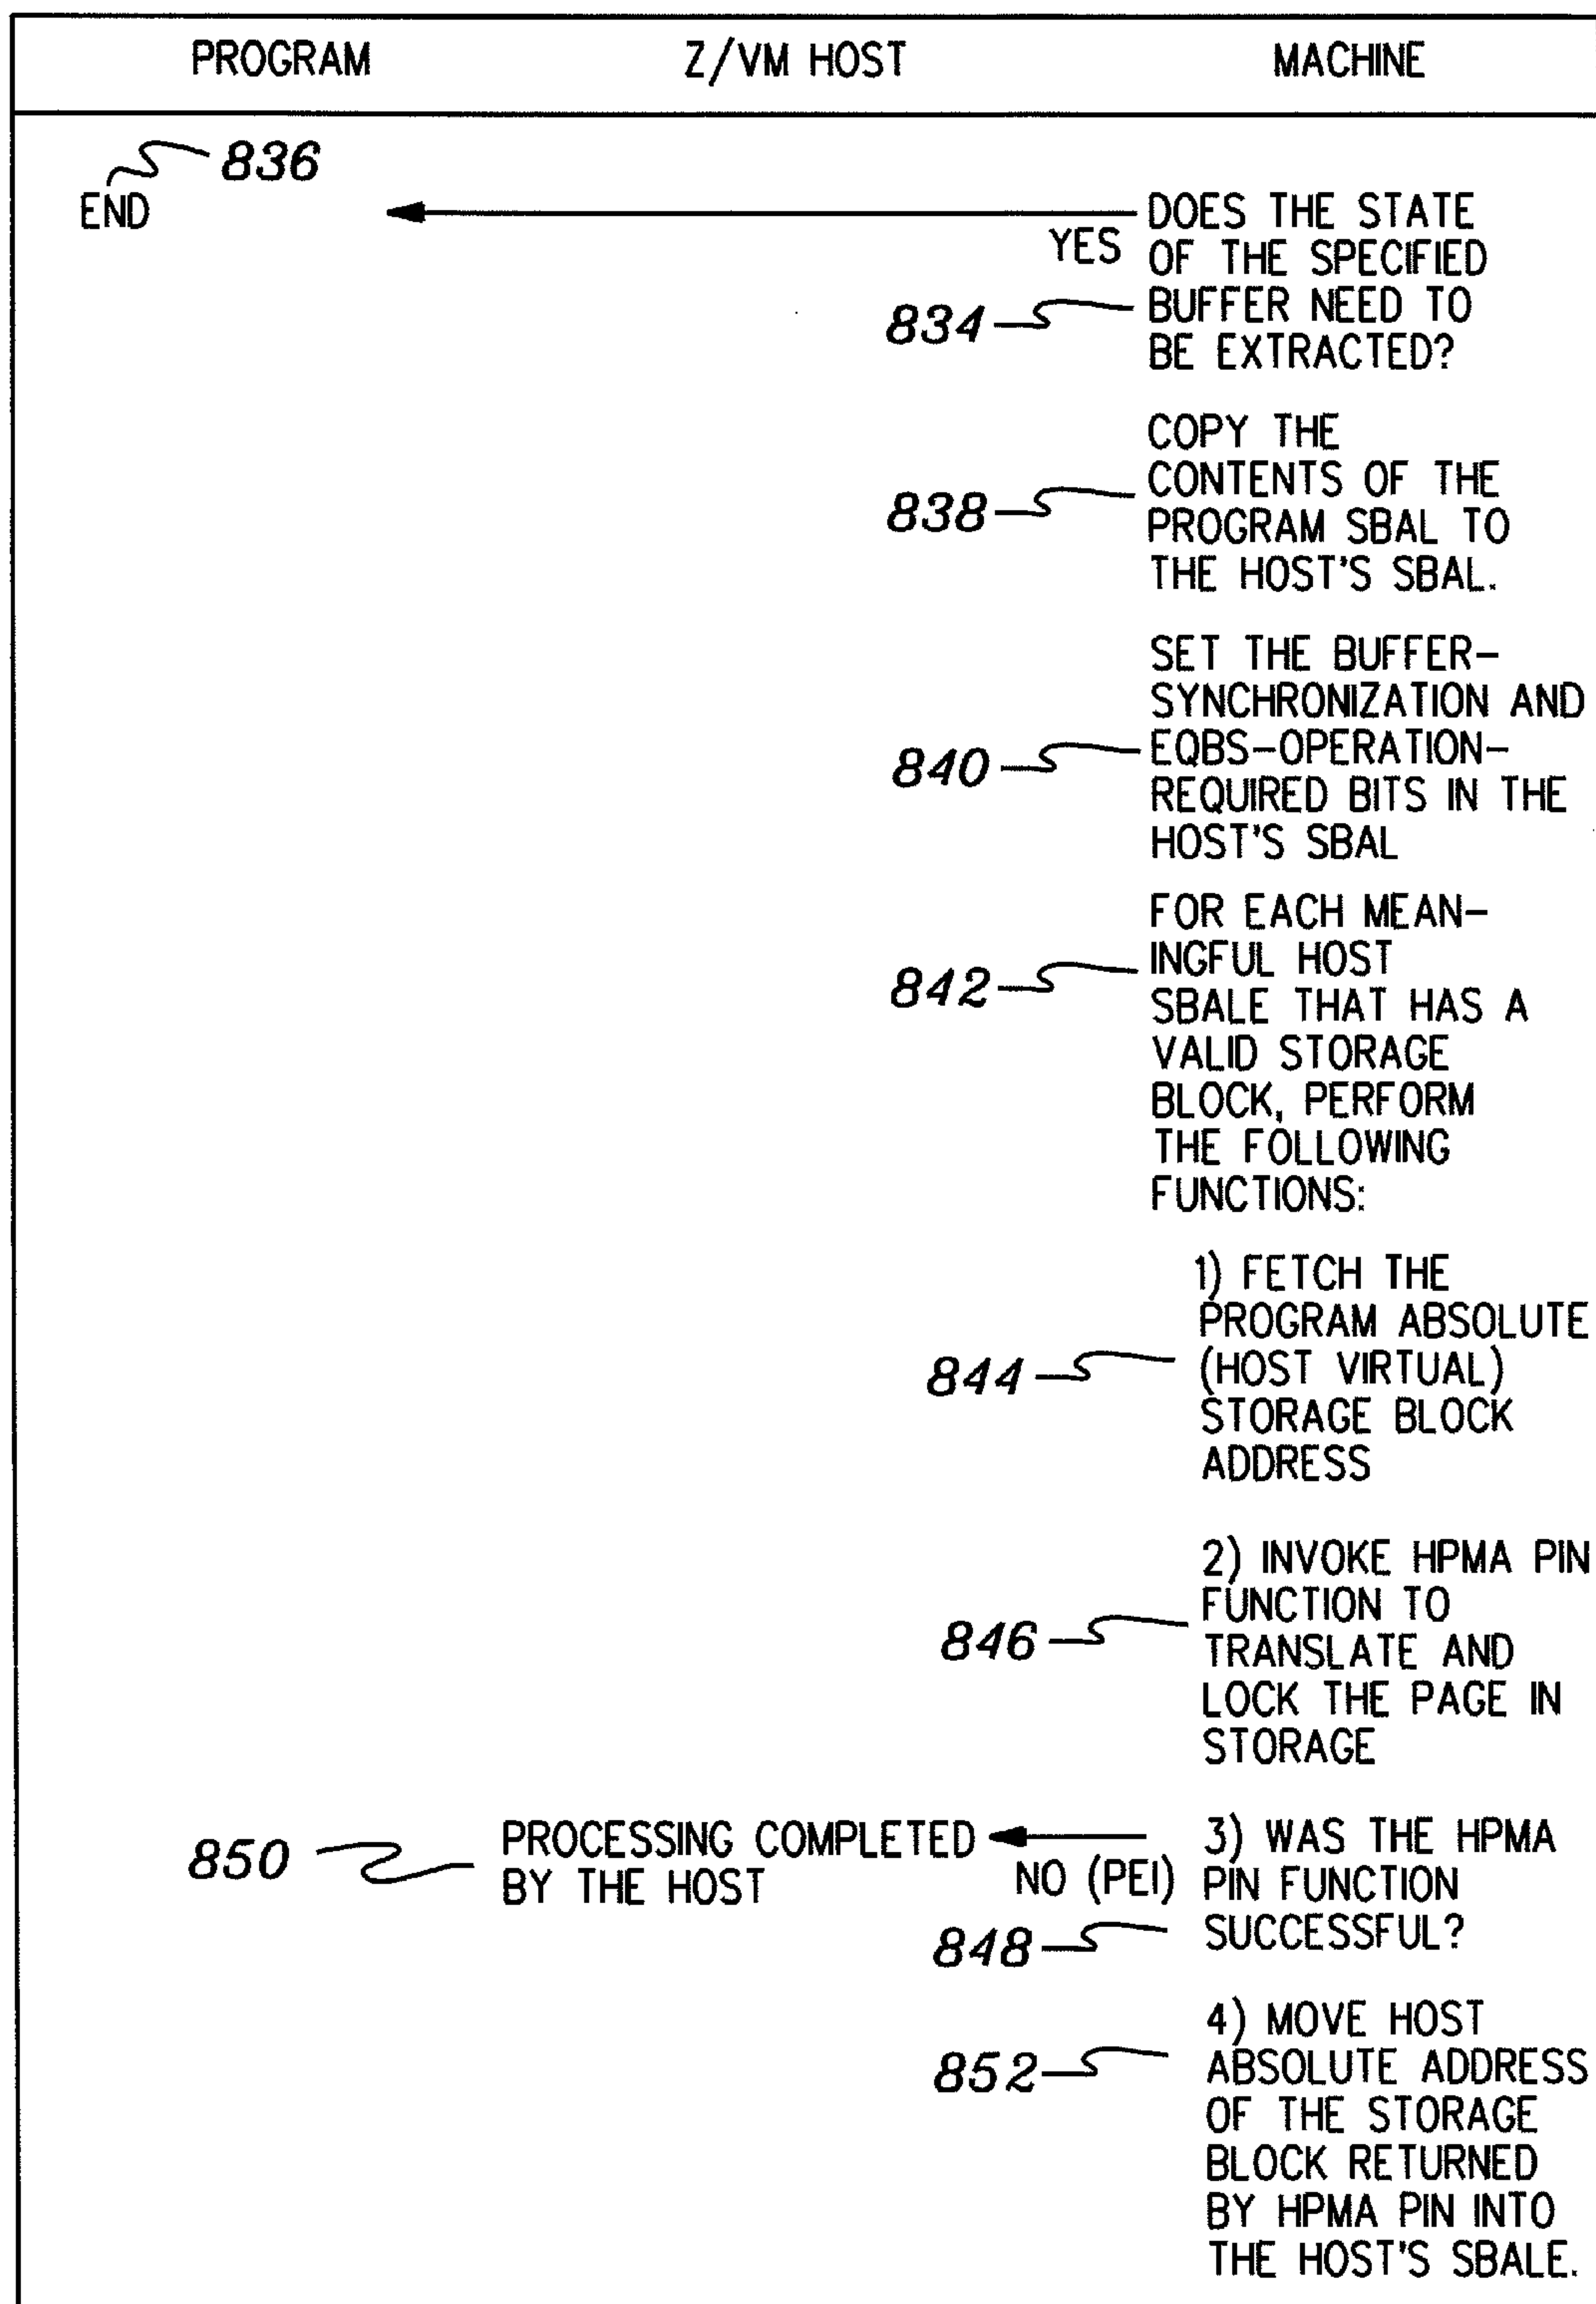 PROGRAM Z/VM HOST MACHINE
836
END
DOES THE STATE
YES OF THE SPECIFIED
834 BUFFER NEED TO
BE EXTRACTED?
COPY THE
CONTENTS OF THE
838 PROGRAM SBAL TO
THE HOST'S SBAL.
SET THE BUFFER-
SYNCHRONIZATION AND
840 EQBS-OPERATION-
REQUIRED BITS IN THE
HOST'S SBAL
FOR EACH MEAN-
INGFUL HOST
842 SBALE THAT HAS A
VALID STORAGE
BLOCK, PERFORM
THE FOLLOWING
FUNCTIONS:
1) FETCH THE
PROGRAM ABSOLUTE
844 (HOST VIRTUAL)
STORAGE BLOCK
ADDRESS
2) INVOKE HPMA PIN
FUNCTION TO
846 TRANSLATE AND
LOCK THE PAGE IN
STORAGE
850 PROCESSING COMPLETED
BY THE HOST
NO (PEI)
3) WAS THE HPMA
PIN FUNCTION
848 SUCCESSFUL?
4) MOVE HOST
852 ABSOLUTE ADDRESS
OF THE STORAGE
BLOCK RETURNED
BY HPMA PIN INTO
THE HOST'S SBALE.